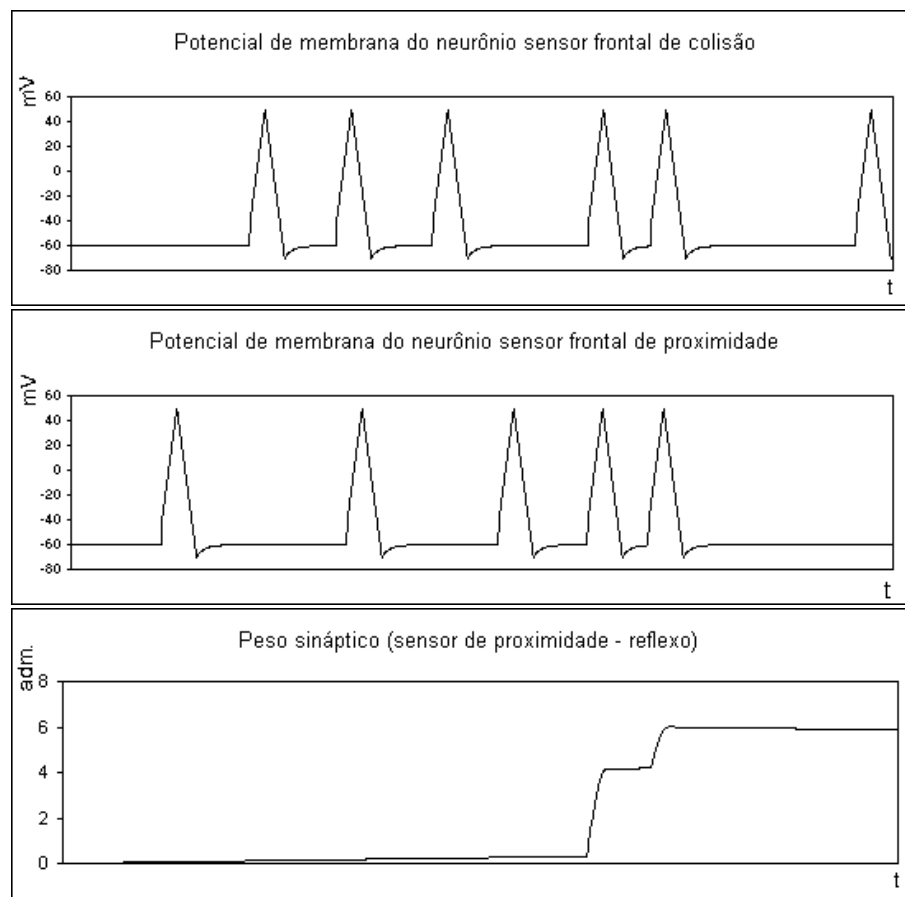 Potencial de membrana do neurônio sensor frontal de colisão
mV
60
40
20
0
-20
-40
-60
-80
t
Potencial de membrana do neurônio sensor frontal de proximidade
mV
60
40
20
0
-20
-40
-60
-80
t
Peso sináptico (sensor de proximidade - reflexo)
adm.
8
6
4
2
0
t